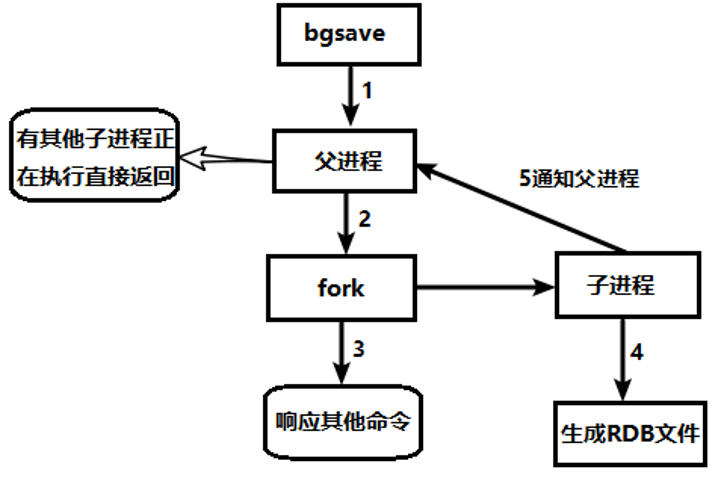 bgsave
1
有其他子进程正
在执行直接返回
父进程
5通知父进程
2
fork
子进程
3
4
响应其他命令
生成RDB文件